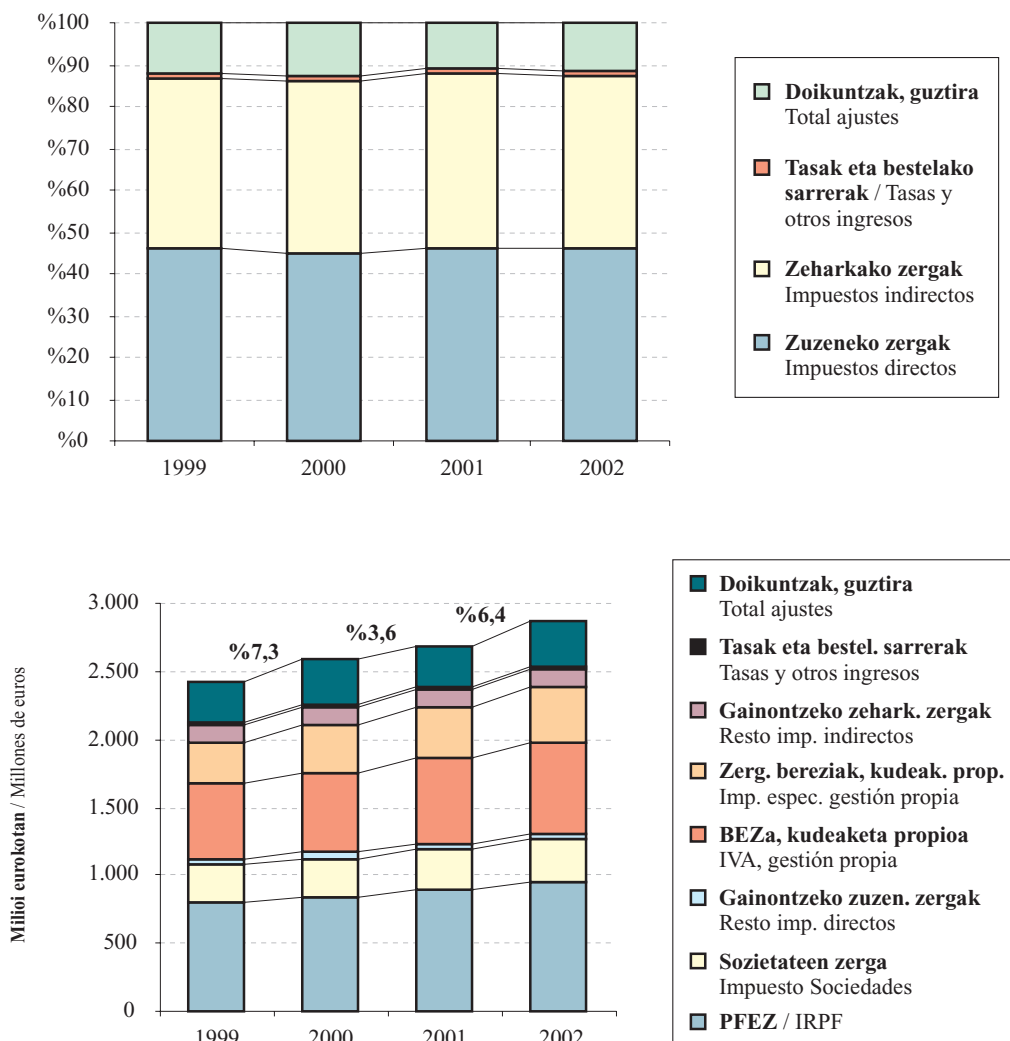 %100
%90
%80
%70
%60
%50
%40
%30
%20
%10
%0
1999 2000 2001 2002
Doikuntzak, guztira
Total ajustes
Tasak eta bestelako
sarrerak / Tasas y
otros ingresos
Zeharkako zergak
Impuestos indirectos
Zuzeneko zergak
Impuestos directos
Milioi eurokotan / Millones de euros
3.000
2.500
2.000
1.500
1.000
500
0
%7,3
%3,6
%6,4
1999 2000 2001 2002
Doikuntzak, guztira
Total ajustes
Tasak eta bestel. sarrerak
Tasas y otros ingresos
Gainontzeko zehark. zergak
Resto imp. indirectos
Zerg. bereziak, kudeak. prop.
Imp. espec. gestión propia
BEZa, kudeaketa propioa
IVA, gestión propia
Gainontzeko zuzen. zergak
Resto imp. directos
Sozietateen zerga
Impuesto Sociedades
PFEZ / IRPF